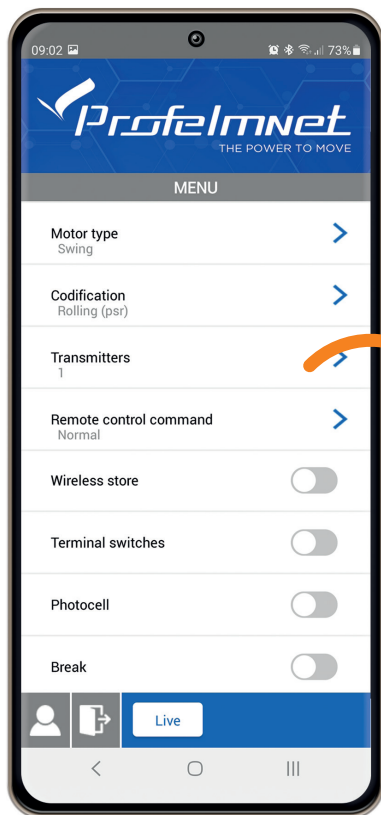 09:02 73%
Profelmnet
THE POWER TO MOVE
MENU
Motor type
Swing
Codification
Rolling (psr)
Transmitters
1
Remote control command
Normal
Wireless store
Terminal switches
Photocell
Break
Live